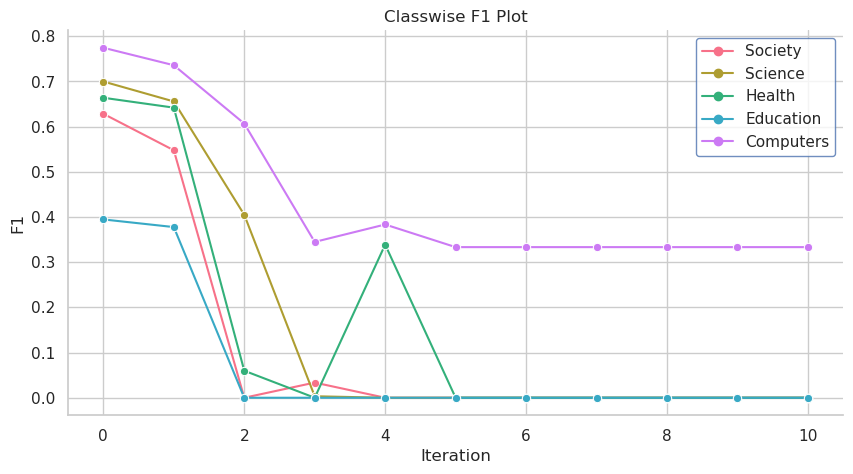 Classwise F1 Plot
F1
0.8
0.7
0.6
0.5
0.4
0.3
0.2
0.1
0.0
0 2 4 6 8 10
Iteration
Society
Science
Health
Education
Computers